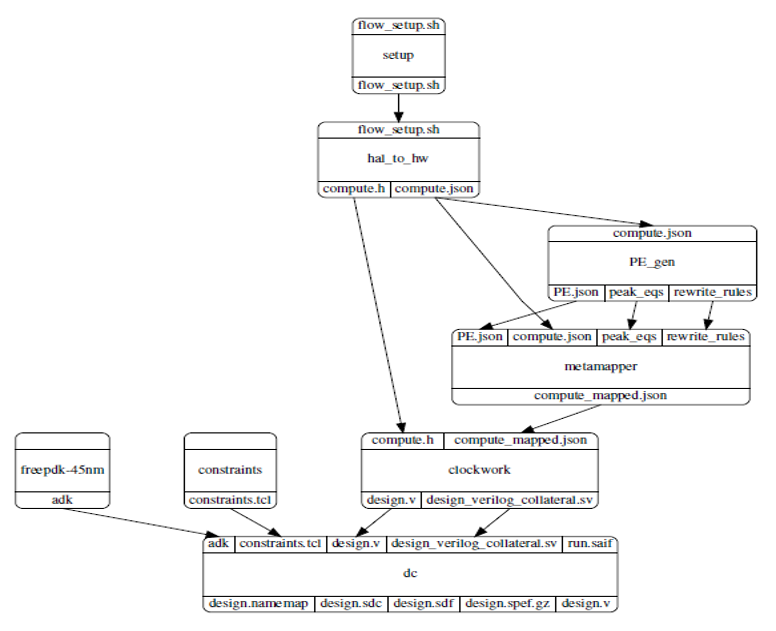 flow_setup.sh
setup
flow_setup.sh
flow_setup.sh
hal_to_hw
compute.h compute.json
compute.json
PE_gen
PE.json peak_eqs rewrite_rules
PE.json compute.json peak_eqs rewrite_rules
metamapper
compute_mapped.json
compute.h compute_mapped.json
freepdk-45nm constraints clockwork
adk constraints.tcl design.v design_verilog_collateral.sv
adk constraints.tcl design.v design_verilog_collateral.sv run.saif
dc
design.namemap design.sdc design.sdf design.spef.gz design.v